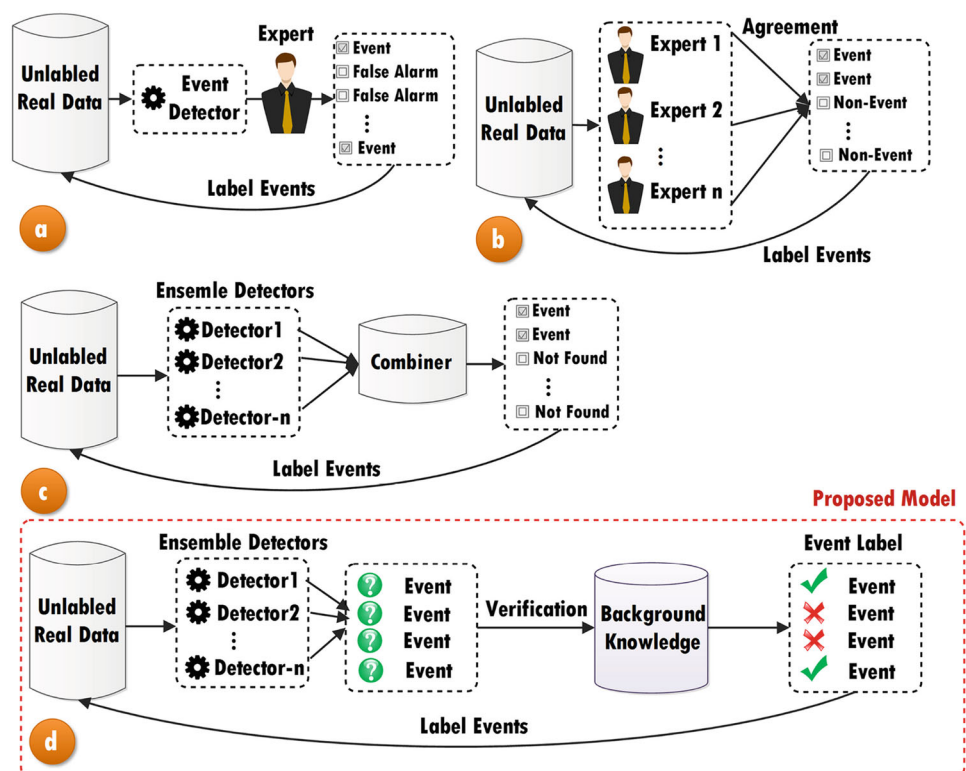 Unlabled
Real Data
Event
Detector
Expert
Event
False Alarm
False Alarm
Event
Label Events
a
Unlabled
Real Data
Expert 1
Expert 2
Expert n
Agreement
Event
Event
Non-Event
Non-Event
Label Events
b
Unlabled
Real Data
Ensemle Detectors
Detector1
Detector2
Detector-n
Combiner
Event
Event
Not Found
Not Found
Label Events
c
Proposed Model
Unlabled
Real Data
Ensemble Detectors
Detector1
Detector2
Detector-n
? Event
? Event
? Event
? Event
Verification
Background
Knowledge
Event Label
Event
Event
Event
Event
Label Events
d